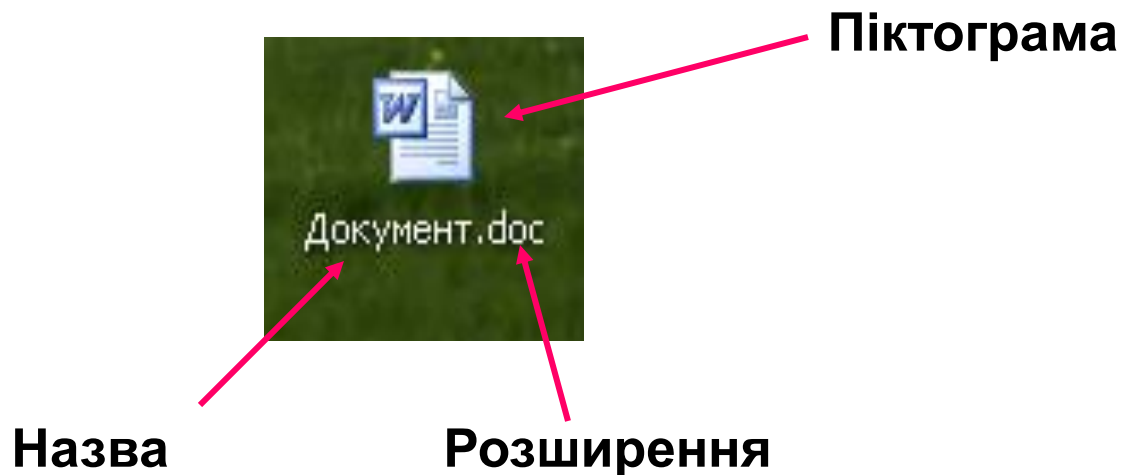 Піктограма
W
Документ.doc
Назва
Розширення